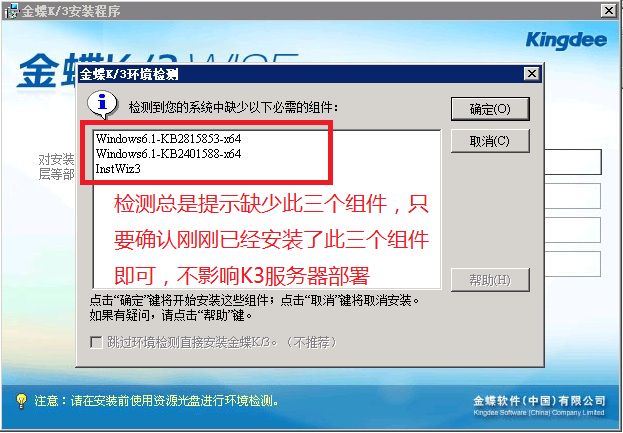 金蝶K/3安装程序
Kingdee
金蝶K/3 WISE
金蝶K/3环境检测
检测到您的系统中缺少以下必需的组件：
确定(O)
取消(C)
Windows6.1-KB2815853-x64
Windows6.1-KB2401588-x64
InstWiz3
对安装
层等部
检测总是提示缺少此三个组件，只
要确认刚刚已经安装了此三个组件
即可，不影响K3服务器部署
帮助(H)
点击“确定”键将开始安装这些组件；点击“取消”键将取消安装。
如果有疑问，请点击“帮助”键。
跳过环境检测直接安装金蝶K/3。（不推荐）
注意：请在安装前使用资源光盘进行环境检测。
金蝶软件（中国）有限公司
Kingdee Software (China) Company Limited